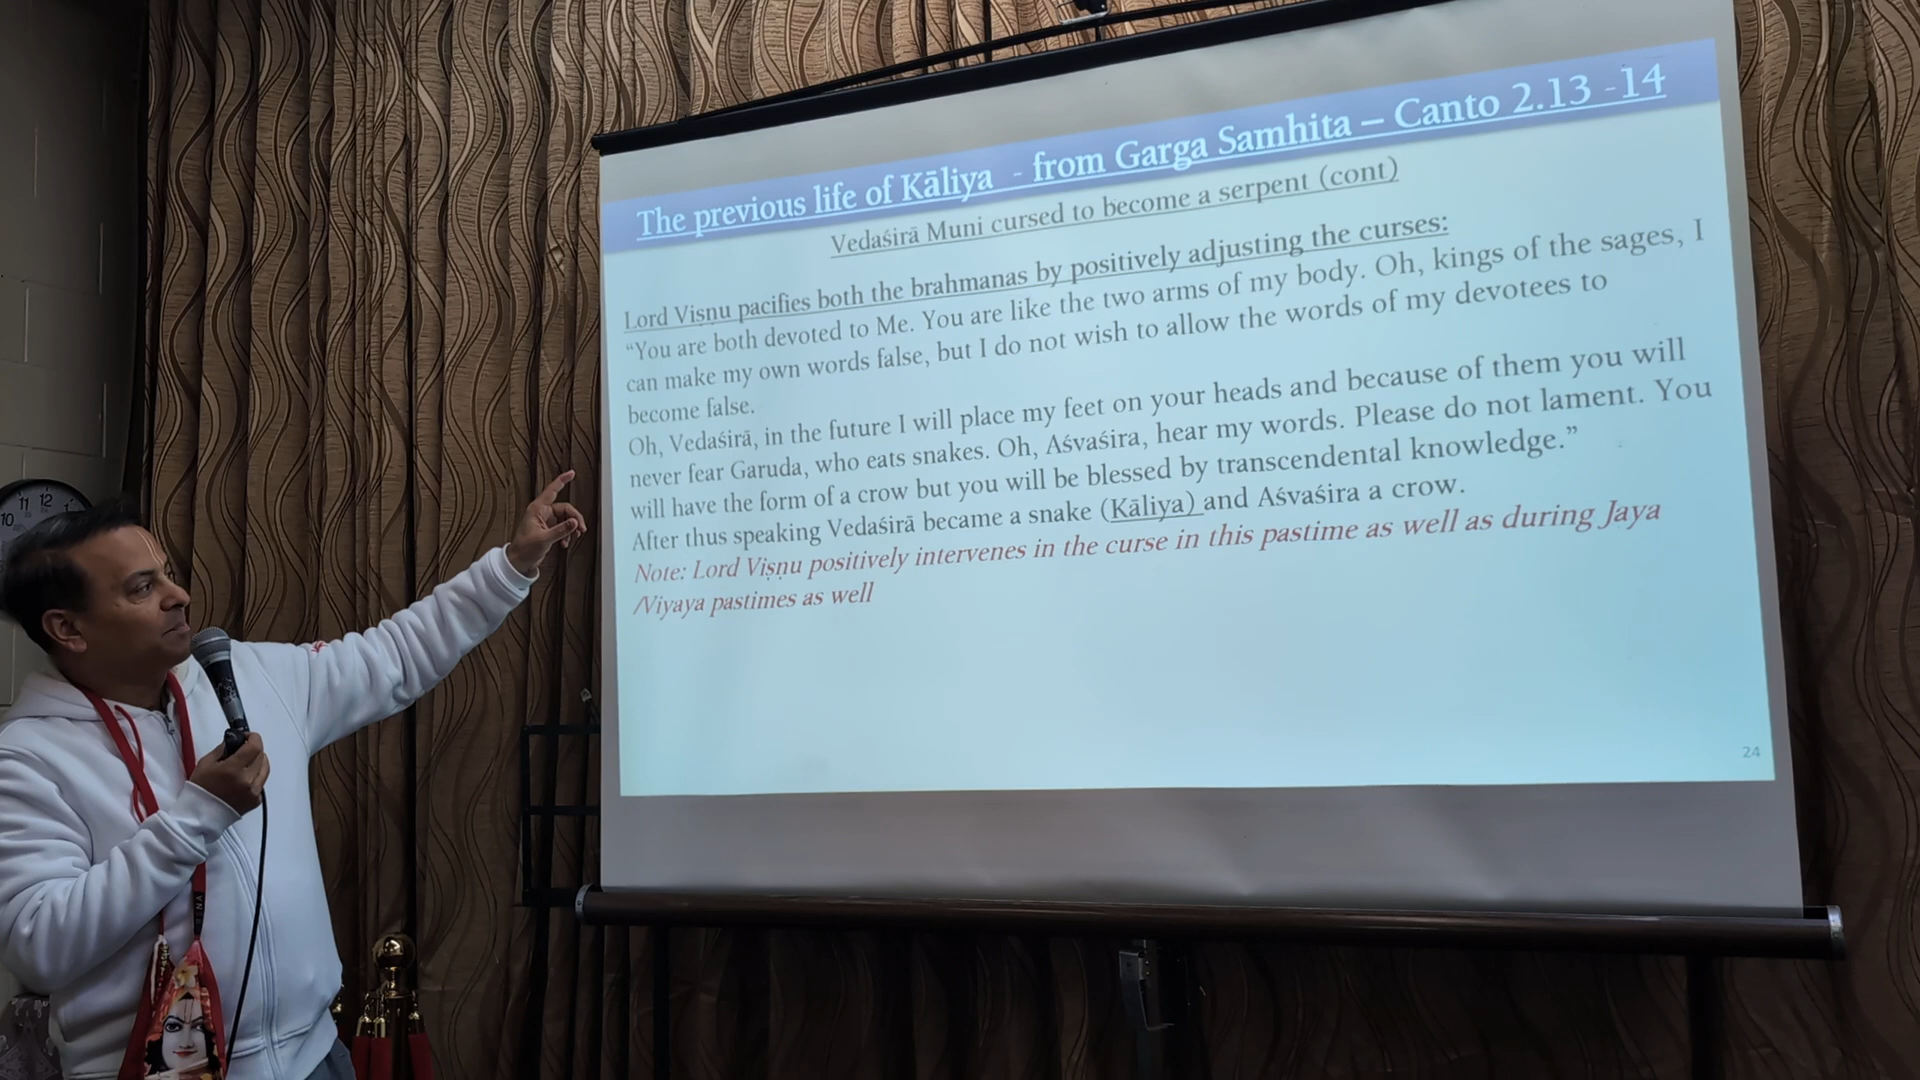 The previous life of Kāliya - from Garga Samhita – Canto 2.13 -14
Vedaśirā Muni cursed to become a serpent (cont)
Lord Viṣṇu pacifies both the brahmanas by positively adjusting the curses:
“You are both devoted to Me. You are like the two arms of my body. Oh, kings of the sages, I
can make my own words false, but I do not wish to allow the words of my devotees to
become false.
Oh, Vedaśirā, in the future I will place my feet on your heads and because of them you will
never fear Garuda, who eats snakes. Oh, Aśvaśira, hear my words. Please do not lament. You
will have the form of a crow but you will be blessed by transcendental knowledge.”
After thus speaking Vedaśirā became a snake (Kāliya) and Aśvaśira a crow.
Note: Lord Viṣṇu positively intervenes in the curse in this pastime as well as during Jaya
/Viyaya pastimes as well
24
11 12 1
10